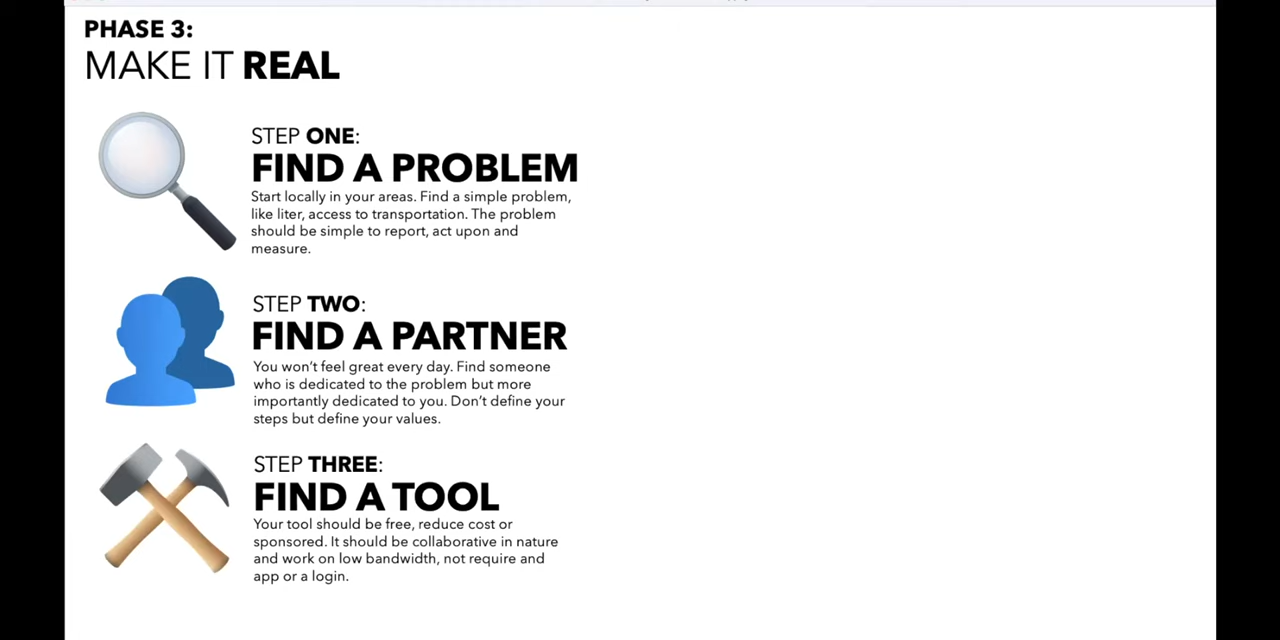 PHASE 3:
MAKE IT REAL
STEP ONE:
FIND A PROBLEM
Start locally in your areas. Find a simple problem,
like liter, access to transportation. The problem
should be simple to report, act upon and
measure.
STEP TWO:
FIND A PARTNER
You won't feel great every day. Find someone
who is dedicated to the problem but more
importantly dedicated to you. Don't define your
steps but define your values.
STEP THREE:
FIND A TOOL
Your tool should be free, reduce cost or
sponsored. It should be collaborative in nature
and work on low bandwidth, not require and
app or a login.